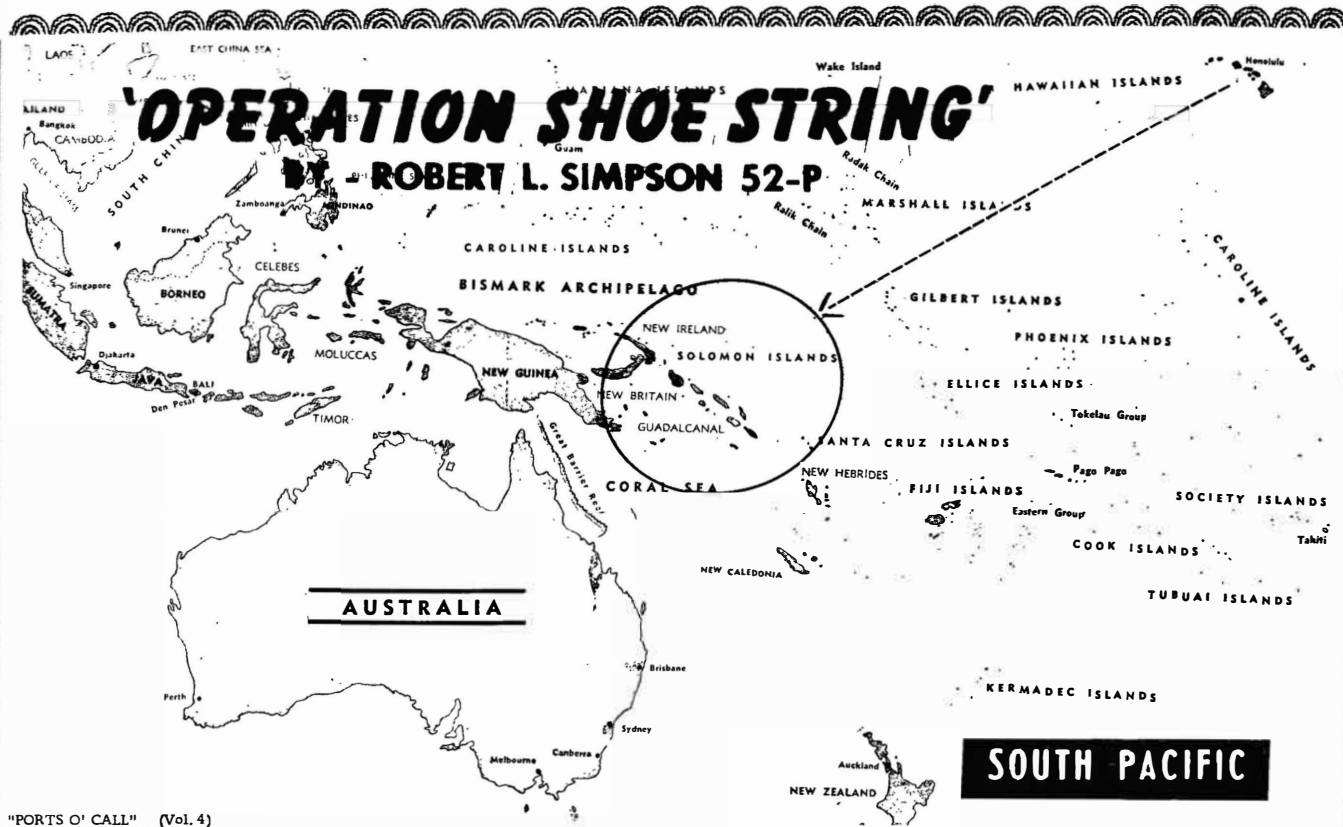 LAOS
EAST CHINA SEA
Wake Island
HAWAIIAN ISLANDS
Honolulu
MARIANA ISLANDS
'OPERATION SHOE STRING'
Bangkok
CAMBODIA
Guam
BY - ROBERT L. SIMPSON 52-P
SOUTH CHIN
Radak Chain
MARSHALL ISLANDS
Ralik Chain
Zamboanga
MINDINAO
Brunei
CAROLINE ISLANDS
CAROLINE ISLANDS
CELEBES
Singapore
BORNEO
BISMARK ARCHIPELAGO
GILBERT ISLANDS
SUMATRA
NEW IRELAND
PHOENIX ISLANDS
MOLUCCAS
SOLOMON ISLANDS
Djakarta
JAVA
BALI
NEW GUINEA
ELLICE ISLANDS
Den Pesar
NEW BRITAIN
TIMOR
Tokelau Group
GUADALCANAL
Great Barrier Reef
SANTA CRUZ ISLANDS
NEW HEBRIDES
Pago Pago
CORAL SEA
FIJI ISLANDS
SOCIETY ISLANDS
Eastern Group
Tahiti
COOK ISLANDS
NEW CALEDONIA
TUBUAI ISLANDS
AUSTRALIA
Brisbane
KERMADEC ISLANDS
Perth
Sydney
Canberra
Melbourne
Auckland
SOUTH PACIFIC
NEW ZEALAND
"PORTS O' CALL" (Vol. 4)